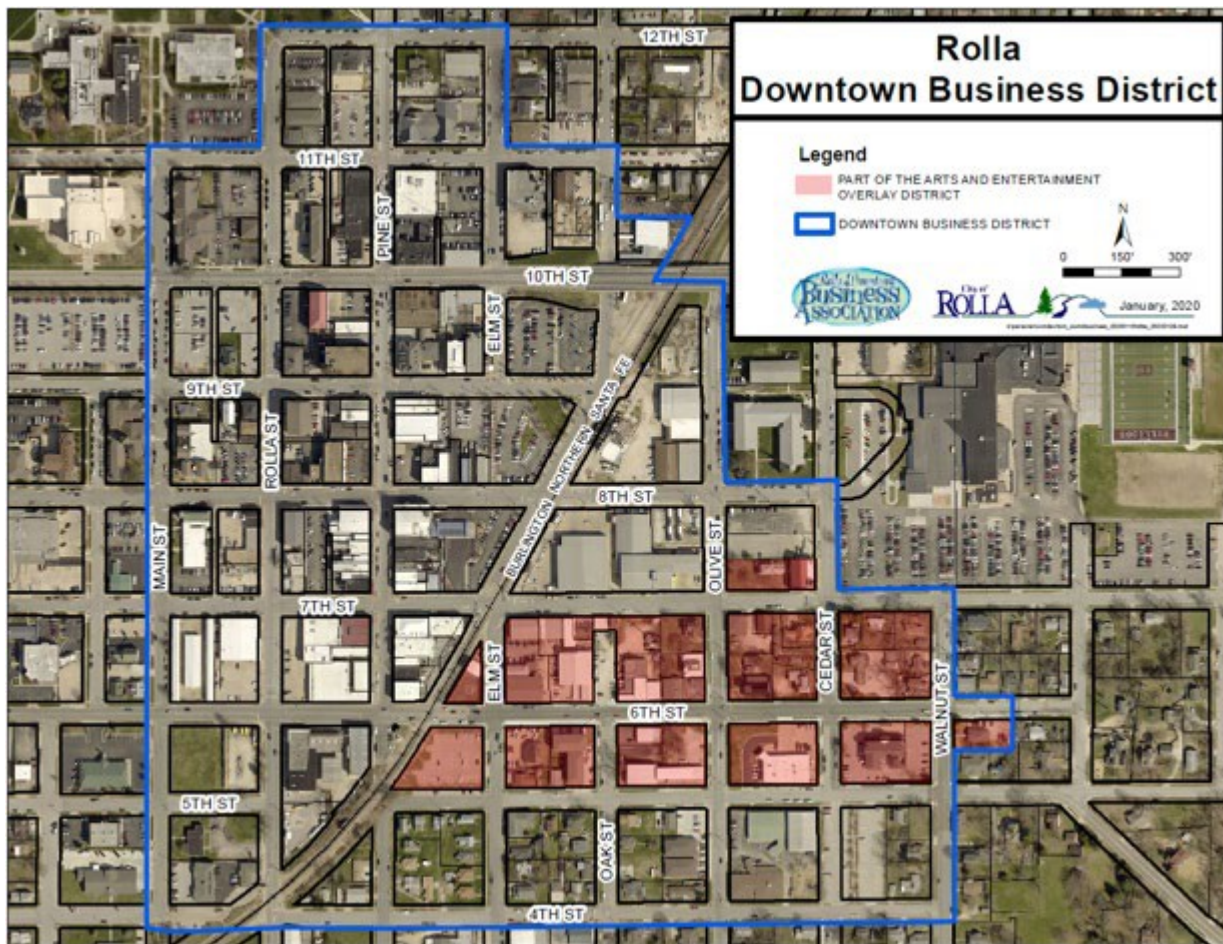 Rolla
Downtown Business District
Legend
PART OF THE ARTS AND ENTERTAINMENT
OVERLAY DISTRICT
DOWNTOWN BUSINESS DISTRICT
N
0 150' 300'
Business
ASSOCIATION
City of
ROLLA
January, 2020
12TH ST
11TH ST
PINE ST
10TH ST
ELM ST
9TH ST
ROLLA ST
BURLINGTON NORTHERN SANTA FE
8TH ST
MAIN ST
OLIVE ST
7TH ST
ELM ST
CEDAR ST
6TH ST
WALNUT ST
5TH ST
OAK ST
4TH ST